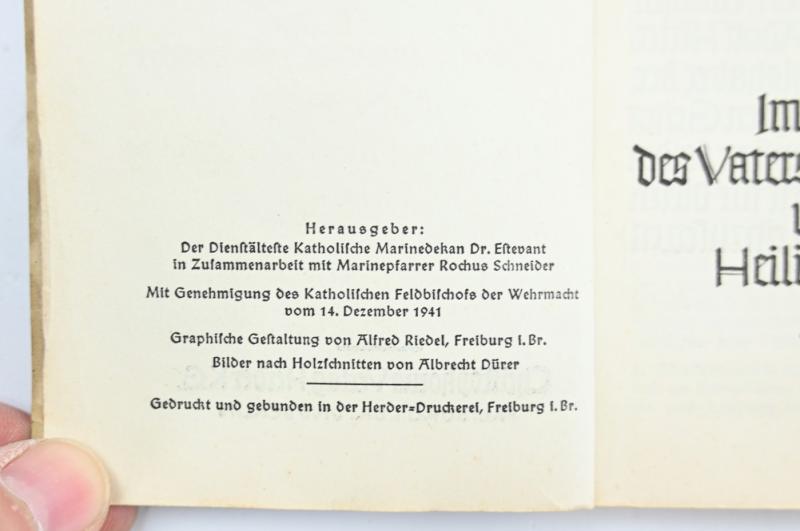 Herausgeber:
Der Dienſtälteſte Katholiſche Marinedekan Dr. Eſtevant
in Zuſammenarbeit mit Marinepfarrer Rochus Schneider
Mit Genehmigung des Katholiſchen Feldbiſchofs der Wehrmacht
vom 14. Dezember 1941
Graphiſche Geſtaltung von Alfred Riedel, Freiburg i. Br.
Bilder nach Holzſchnitten von Albrecht Dürer
Gedruckt und gebunden in der Herder=Druckerei, Freiburg i. Br.
Im
des Vaters
Heili